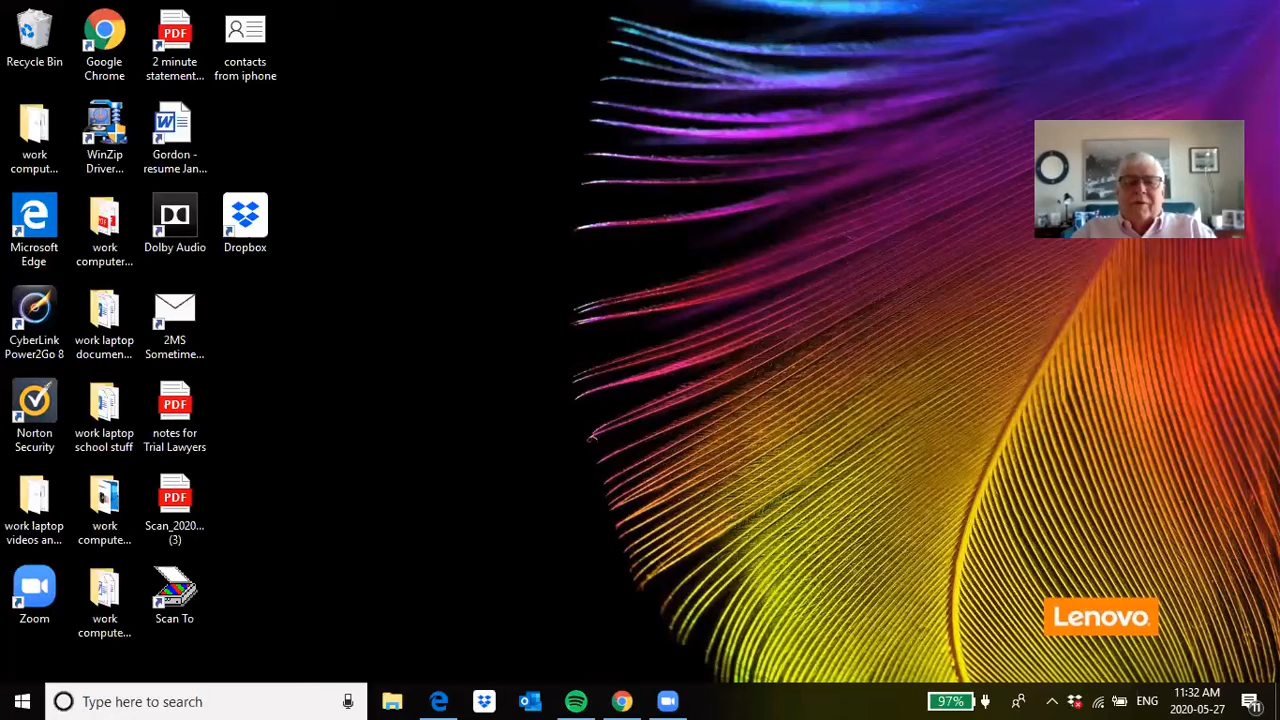 Recycle Bin
Google
Chrome
PDF
2 minute
statement...
contacts
from iphone
work
comput...
WinZip
Driver...
W
Gordon -
resume Jan...
Microsoft
Edge
work
computer...
Dolby Audio
Dropbox
CyberLink
Power2Go 8
work laptop
documen...
2MS
Sometime...
Norton
Security
work laptop
school stuff
PDF
notes for
Trial Lawyers
work laptop
videos an...
work
compute...
PDF
Scan_2020...
(3)
Zoom
work
compute...
Scan To
Lenovo
Type here to search
97%
ENG
11:32 AM
2020-05-27
11